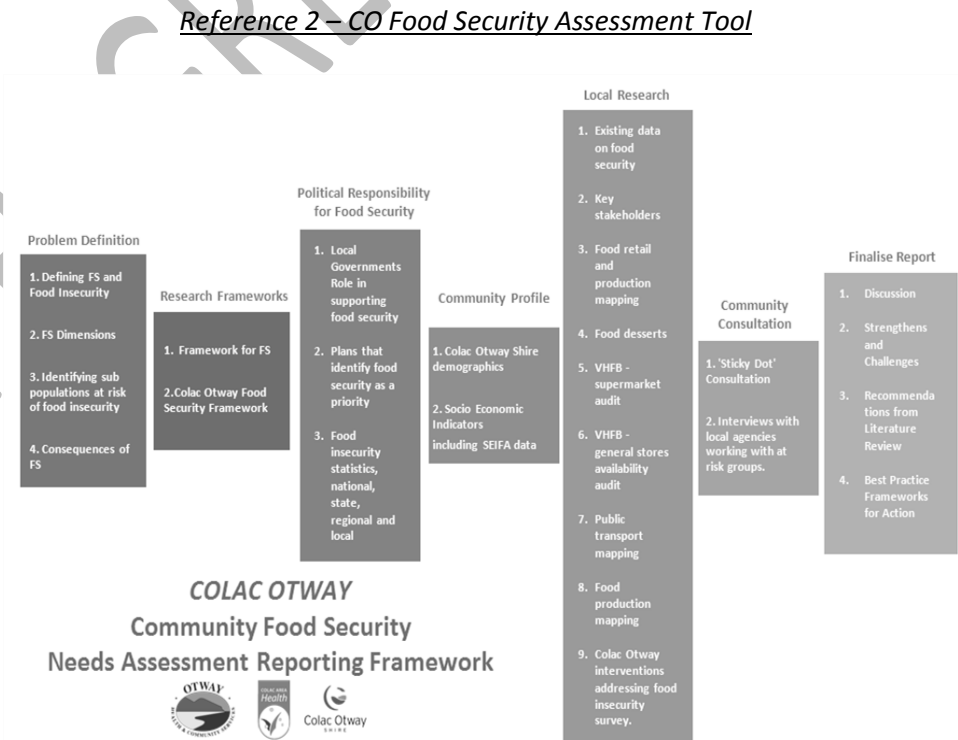 Reference 2 – CO Food Security Assessment Tool
Problem Definition
1. Defining FS and
Food Insecurity
2. FS Dimensions
3. Identifying sub
populations at risk
of food insecurity
4. Consequences of
FS
Research Frameworks
1. Framework for FS
2.Colac Otway Food
Security Framework
Political Responsibility
for Food Security
1. Local
Governments
Role in
supporting
food security
2. Plans that
identify food
security as a
priority
3. Food
insecurity
statistics,
national,
state,
regional and
local
Community Profile
1. Colac Otway Shire
demographics
2. Socio Economic
Indicators
including SEIFA data
Local Research
1. Existing data
on food
security
2. Key
stakeholders
3. Food retail
and
production
mapping
4. Food desserts
5. VHFB -
supermarket
audit
6. VHFB -
general stores
availability
audit
7. Public
transport
mapping
8. Food
production
mapping
9. Colac Otway
interventions
addressing food
insecurity
survey.
Community
Consultation
1. 'Sticky Dot'
Consultation
2. Interviews with
local agencies
working with at
risk groups.
Finalise Report
1. Discussion
2. Strengthens
and
Challenges
3. Recommenda
tions from
Literature
Review
4. Best Practice
Frameworks
for Action
COLAC OTWAY
Community Food Security
Needs Assessment Reporting Framework
OTWAY
HEALTH & COMMUNITY SERVICES
COLAC AREA
Health
Colac Otway
SHIRE